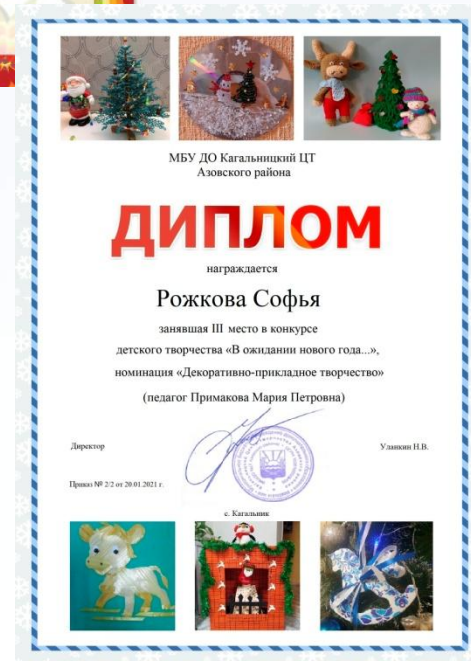 МБУ ДО Кагальницкий ЦТ
Азовского района
ДИПЛОМ
награждается
Рожкова Софья
занявшая III место в конкурсе
детского творчества «В ожидании нового года...»,
номинация «Декоративно-прикладное творчество»
(педагог Примакова Мария Петровна)
Директор
Уланкин Н.В.
Приказ № 2/2 от 20.01.2021 г.
с. Кагальник